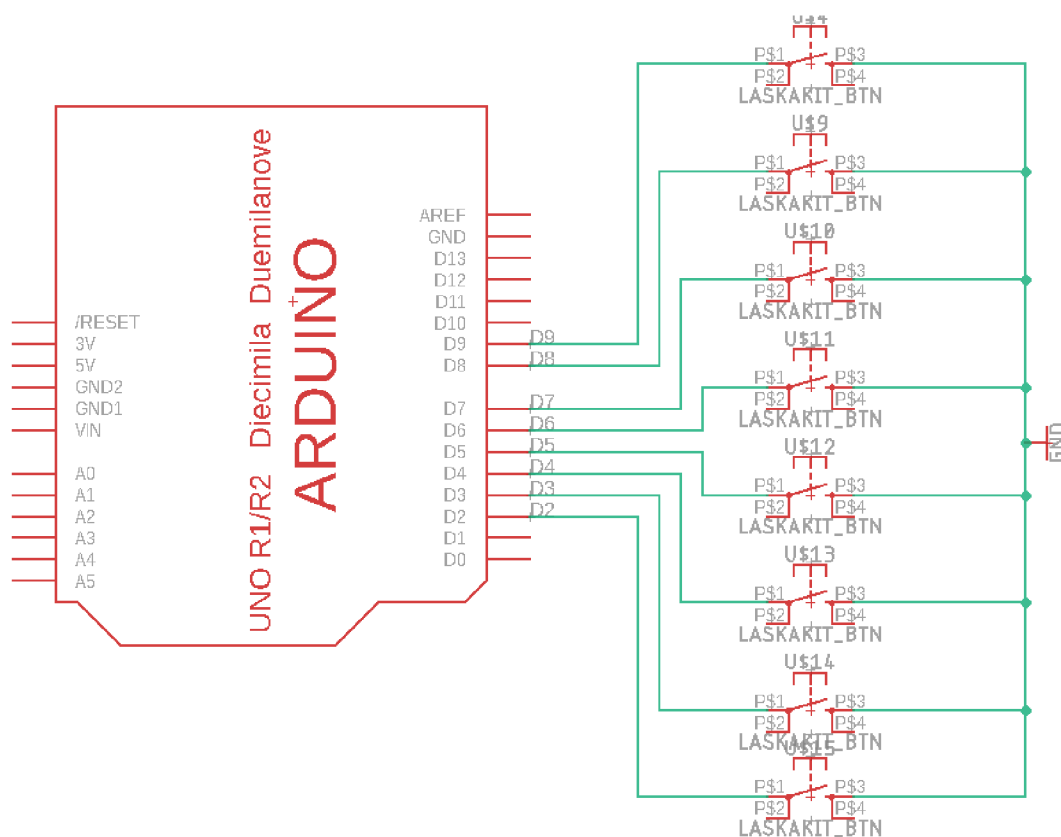 UNO R1/R2 Diecimila Duemilanove
ARDUINO
/RESET
3V
5V
GND2
GND1
VIN
A0
A1
A2
A3
A4
A5
AREF
GND
D13
D12
D11
D10
D9
D8
D7
D6
D5
D4
D3
D2
D1
D0
D9
D8
D7
D6
D5
D4
D3
D2
P$1 P$3
P$2 P$4
LASKAKIT_BTN
U$9
P$1 P$3
P$2 P$4
LASKAKIT_BTN
U$10
P$1 P$3
P$2 P$4
LASKAKIT_BTN
U$11
P$1 P$3
P$2 P$4
LASKAKIT_BTN
U$12
P$1 P$3
P$2 P$4
LASKAKIT_BTN
U$13
P$1 P$3
P$2 P$4
LASKAKIT_BTN
U$14
P$1 P$3
P$2 P$4
LASKAKIT_BTN
U$15
P$1 P$3
P$2 P$4
LASKAKIT_BTN
GND